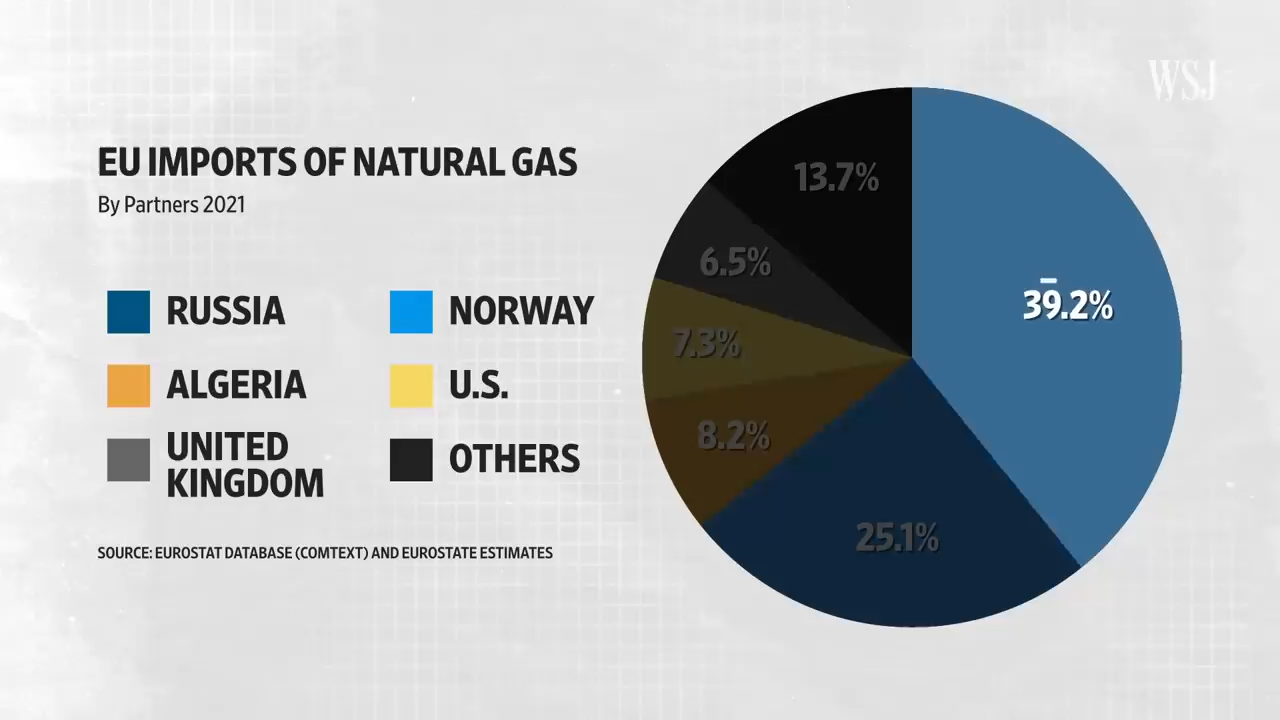 WSJ
EU IMPORTS OF NATURAL GAS
By Partners 2021
RUSSIA
NORWAY
ALGERIA
U.S.
UNITED
KINGDOM
OTHERS
SOURCE: EUROSTAT DATABASE (COMTEXT) AND EUROSTATE ESTIMATES
13.7%
6.5%
39.2%
7.3%
8.2%
25.1%